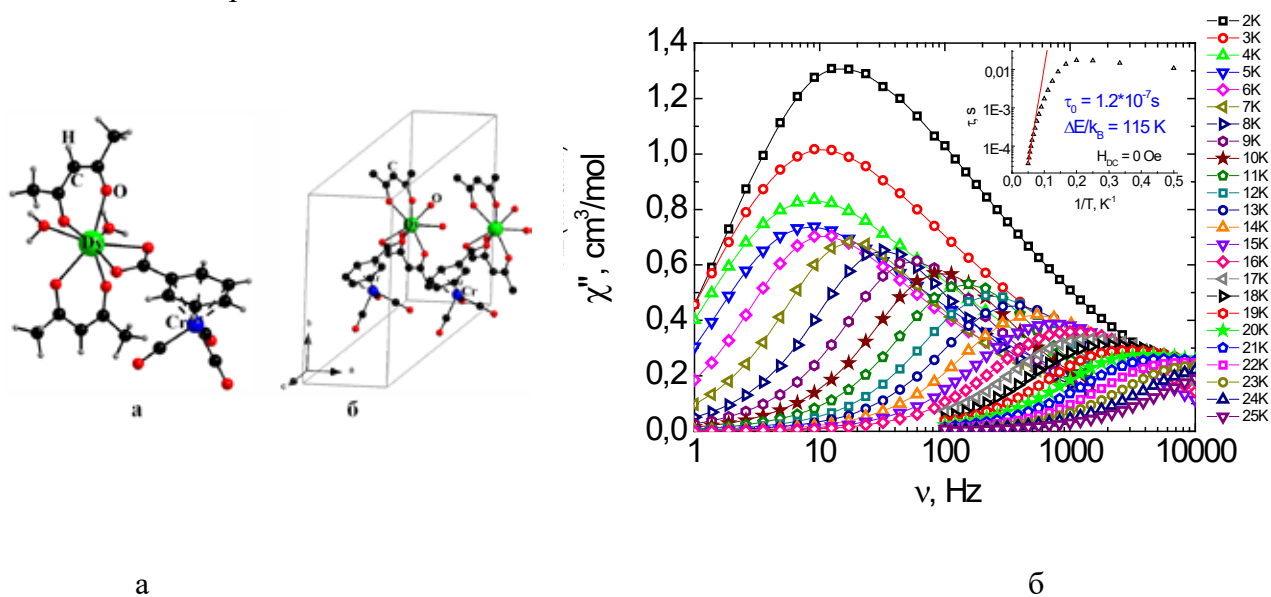 H
C
O
Dy
Cr
а
C
O
Cr
b
c
a
б
1,4
1,2
1,0
0,8
0,6
0,4
0,2
0,0
χ'', cm³/mol
1
10
100
1000
10000
ν, Hz
0,01
1E-3
1E-4
τ, s
τ₀ = 1.2*10⁻⁷s
ΔE/k_B = 115 K
H_DC = 0 Oe
0,0 0,1 0,2 0,3 0,4 0,5
1/T, K⁻¹
2K
3K
4K
5K
6K
7K
8K
9K
10K
11K
12K
13K
14K
15K
16K
17K
18K
19K
20K
21K
22K
23K
24K
25K
а
б